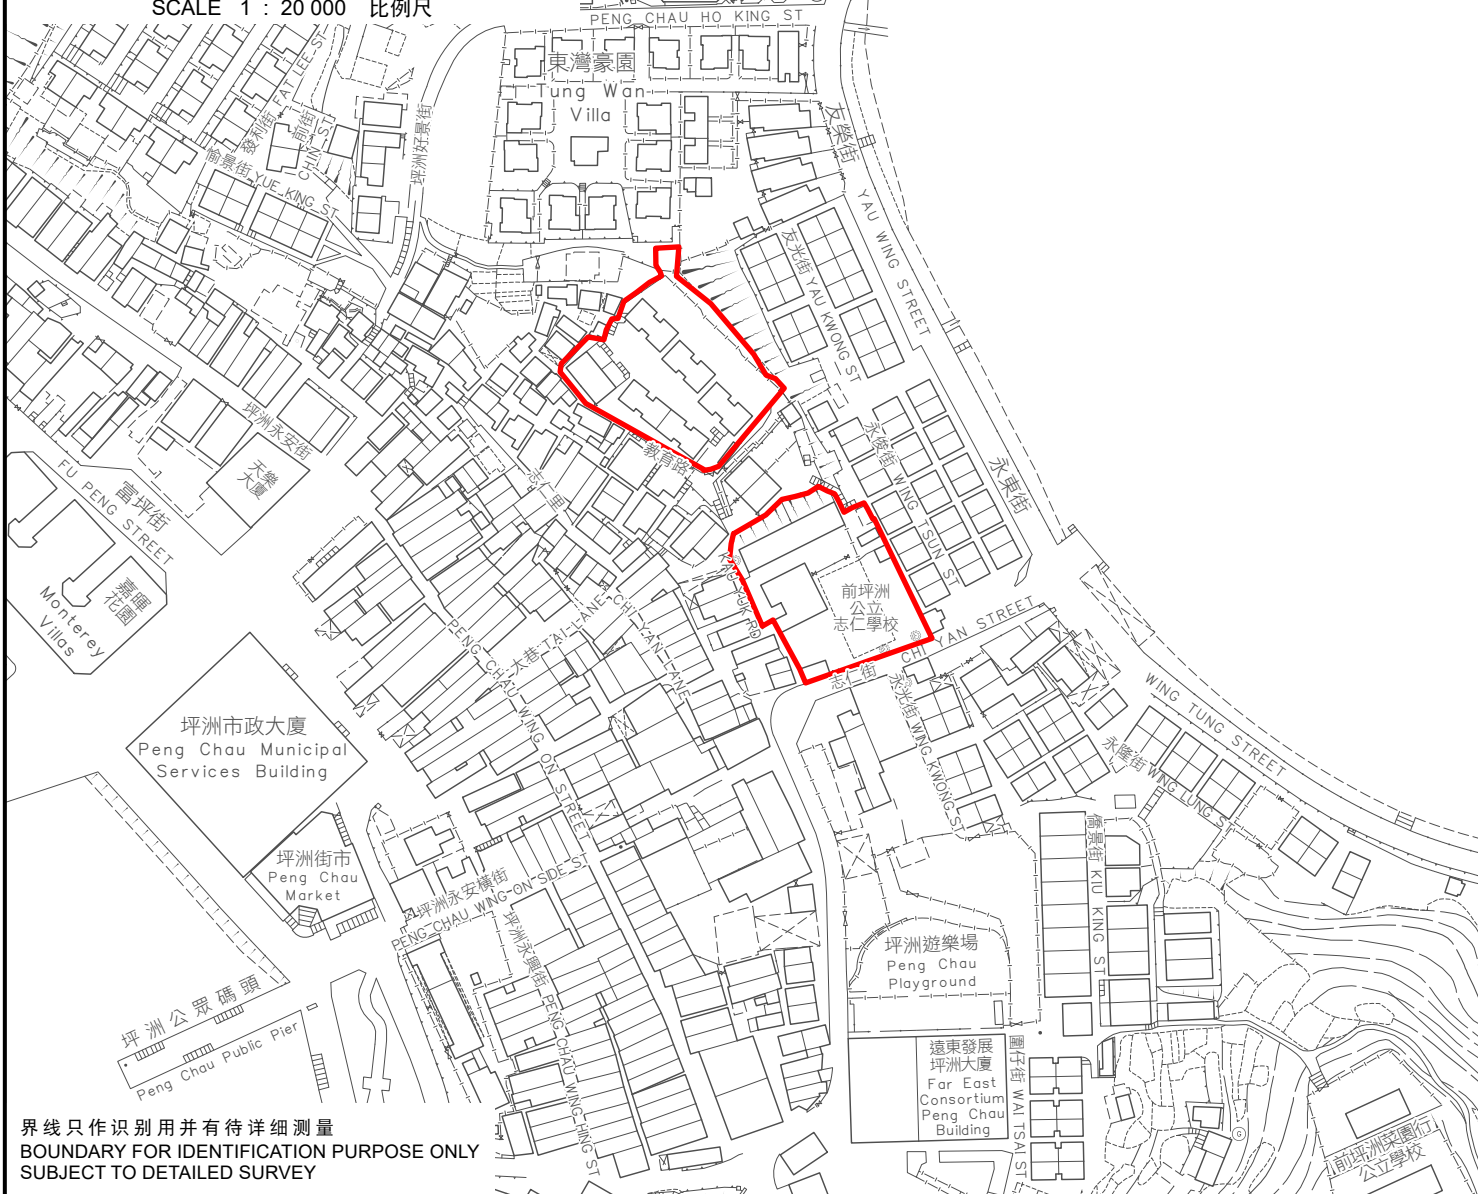 SCALE 1 : 20 000 比例尺
PENG CHAU HO KING ST
東灣豪園
Tung Wan
Villa
發利街 FAT LEE ST
前街
CHIN ST
坪洲好景街
愉景街 YUE KING ST
友榮街
YAU WING STREET
友光街 YAU KWONG ST
坪洲永安街
天樂
大廈
FU PENG STREET
富坪街
嘉暉
花園
Monterey
Villas
教育路
志仁里
永俊街 WING TSUN ST
永東街
KAU YUK RD
前坪洲
公立
志仁學校
CHI YAN STREET
志仁街
大巷 TAI LANE
CHI YAN LANE
PENG CHAU WING ON STREET
永光街 WING KWONG ST
WING TUNG STREET
永隆街 WING LUNG ST
坪洲市政大廈
Peng Chau Municipal
Services Building
坪洲街市
Peng Chau
Market
坪洲永安橫街
PENG CHAU WING ON SIDE ST
坪洲永興街 PENG CHAU WING HING ST
僑景街 KIU KING ST
坪洲遊樂場
Peng Chau
Playground
坪洲公眾碼頭
Peng Chau Public Pier
遠東發展
坪洲大廈
Far East
Consortium
Peng Chau
Building
圍仔街 WAI TSAI ST
G
前坪洲菜園行
公立學校
界线只作识别用并有待详细测量
BOUNDARY FOR IDENTIFICATION PURPOSE ONLY
SUBJECT TO DETAILED SURVEY